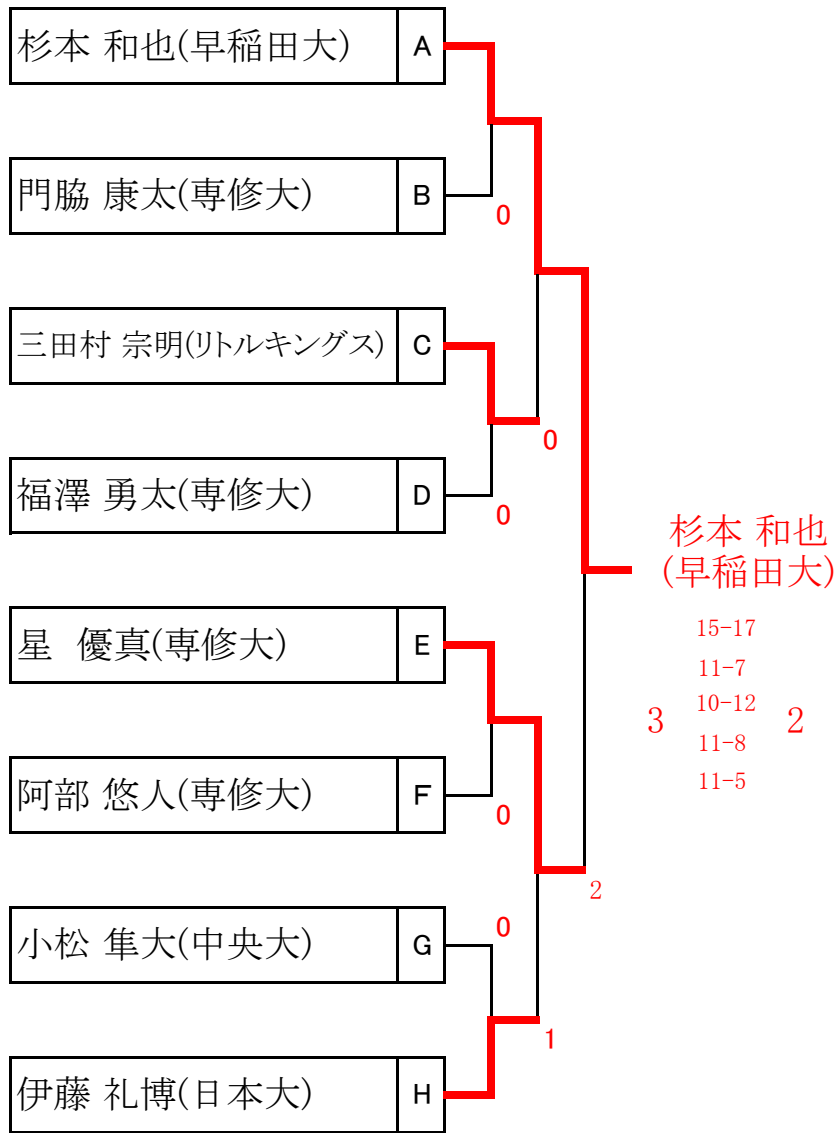 杉本 和也(早稲田大) A
門脇 康太(専修大) B
0
三田村 宗明(リトルキングス) C
0
福澤 勇太(専修大) D
0
杉本 和也
(早稲田大)
15-17
11-7
10-12
3 2
11-8
11-5
星 優真(専修大) E
阿部 悠人(専修大) F
0
2
小松 隼大(中央大) G
0
1
伊藤 礼博(日本大) H